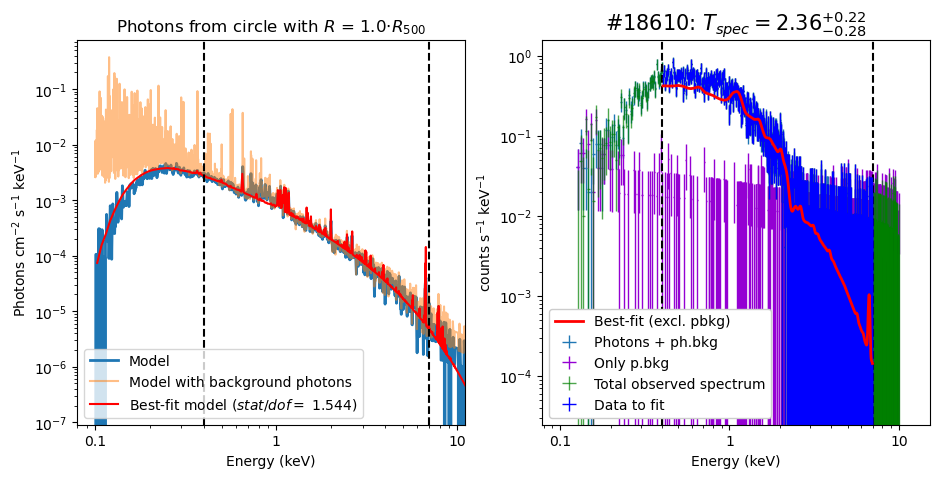 Photons from circle with R = 1.0·R₅₀₀
10⁻¹
10⁻²
10⁻³
10⁻⁴
10⁻⁵
10⁻⁶
10⁻⁷
Photons cm⁻² s⁻¹ keV⁻¹
Model
Model with background photons
Best-fit model (stat/dof = 1.544)
0.1 1 10
Energy (keV)
#18610: T_spec = 2.36^{+0.22}_{−0.28}
10⁰
10⁻¹
10⁻²
10⁻³
10⁻⁴
counts s⁻¹ keV⁻¹
Best-fit (excl. pbkg)
Photons + ph.bkg
Only p.bkg
Total observed spectrum
Data to fit
0.1 1 10
Energy (keV)